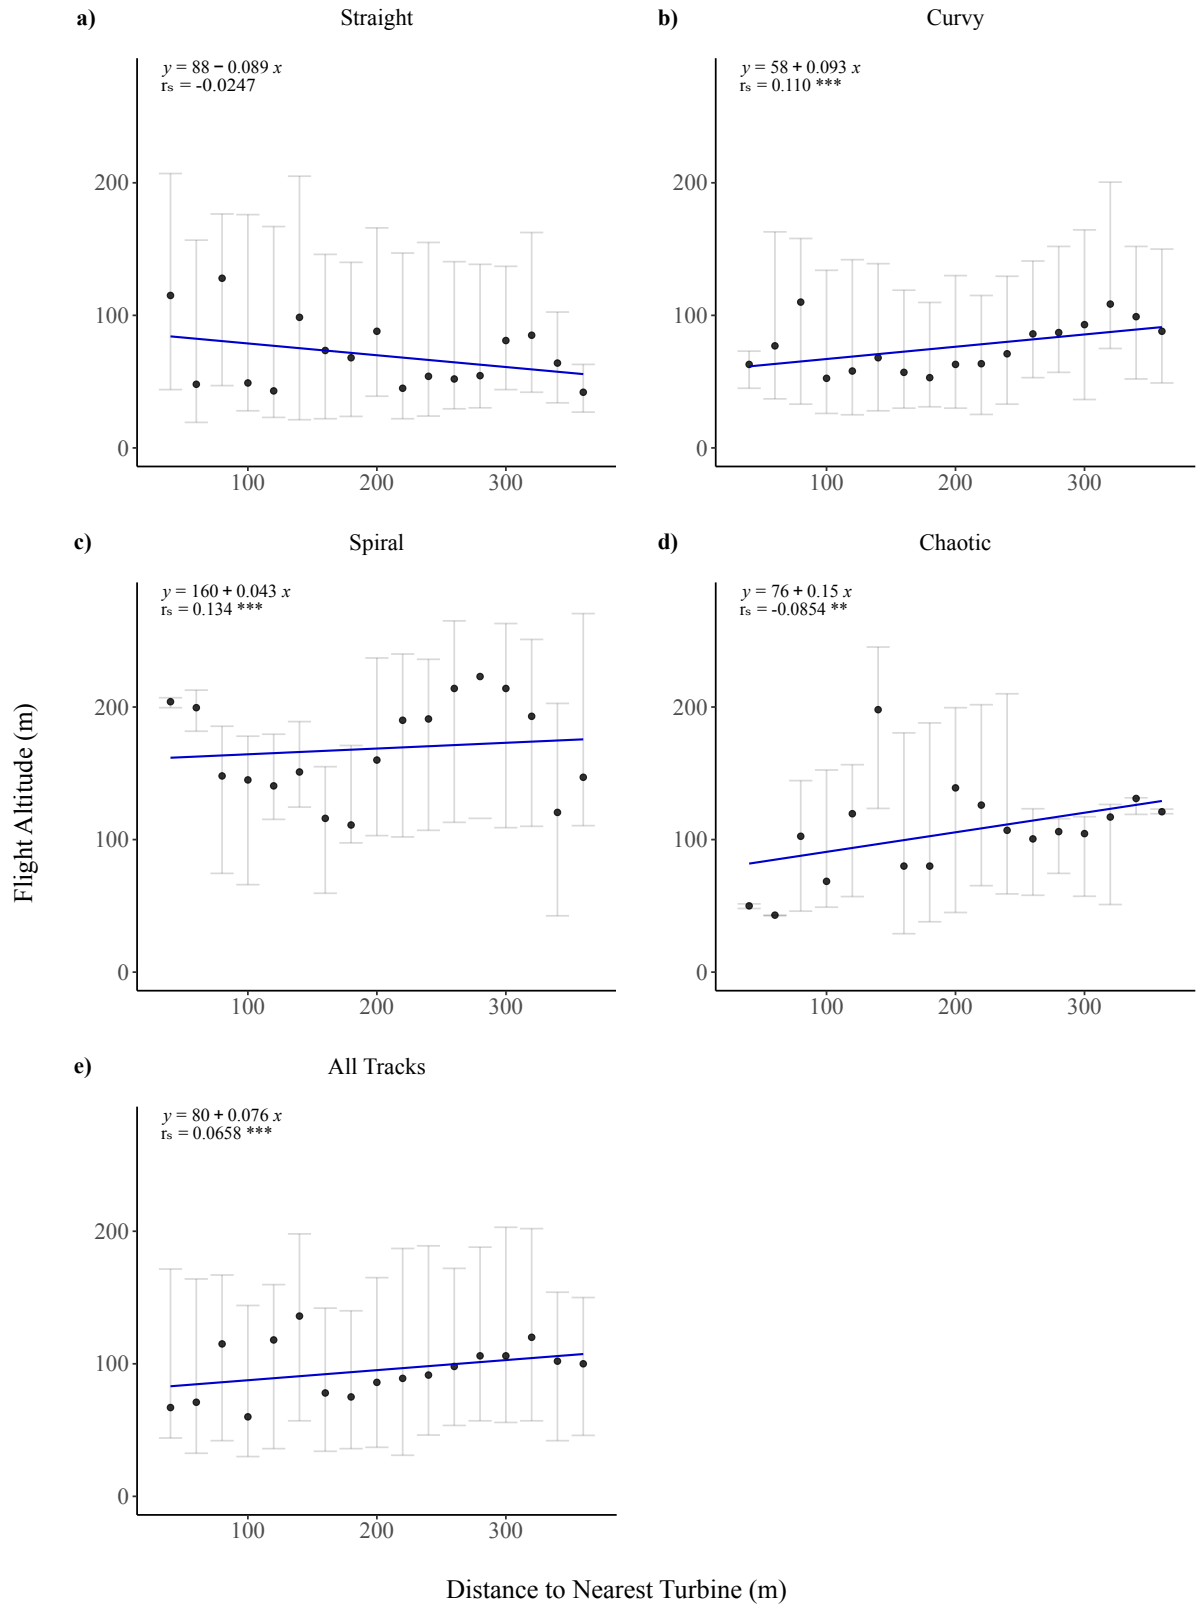 a)
Straight
y = 88 − 0.089 x
rₛ = -0.0247
200
100
0
100
200
300
b)
Curvy
y = 58 + 0.093 x
rₛ = 0.110 ***
200
100
0
100
200
300
c)
Spiral
y = 160 + 0.043 x
rₛ = 0.134 ***
200
100
0
100
200
300
d)
Chaotic
y = 76 + 0.15 x
rₛ = -0.0854 **
200
100
0
100
200
300
e)
All Tracks
y = 80 + 0.076 x
rₛ = 0.0658 ***
200
100
0
100
200
300
Flight Altitude (m)
Distance to Nearest Turbine (m)